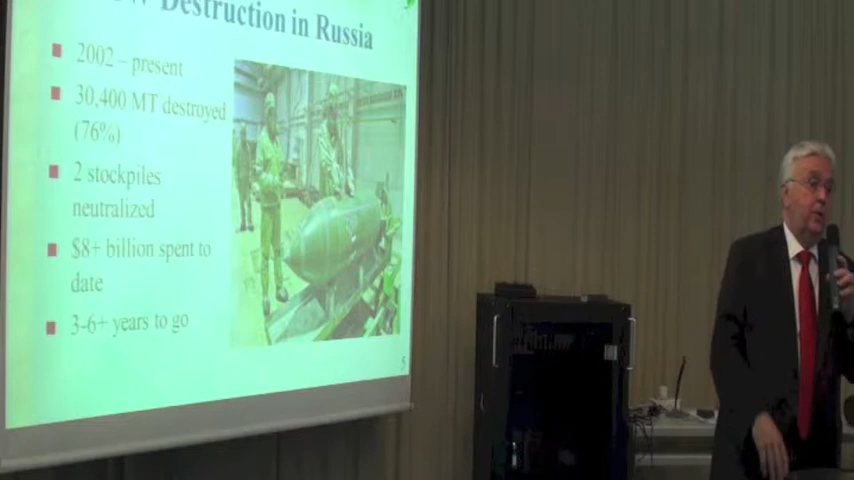 Destruction in Russia
2002 – present
30,400 MT destroyed
(76%)
2 stockpiles
neutralized
$8+ billion spent to
date
3-6+ years to go
5